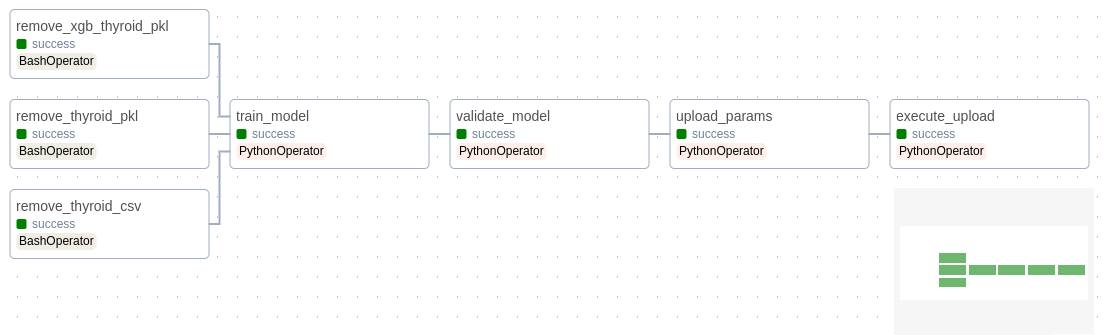 remove_xgb_thyroid_pkl
success
BashOperator
remove_thyroid_pkl
success
BashOperator
remove_thyroid_csv
success
BashOperator
train_model
success
PythonOperator
validate_model
success
PythonOperator
upload_params
success
PythonOperator
execute_upload
success
PythonOperator